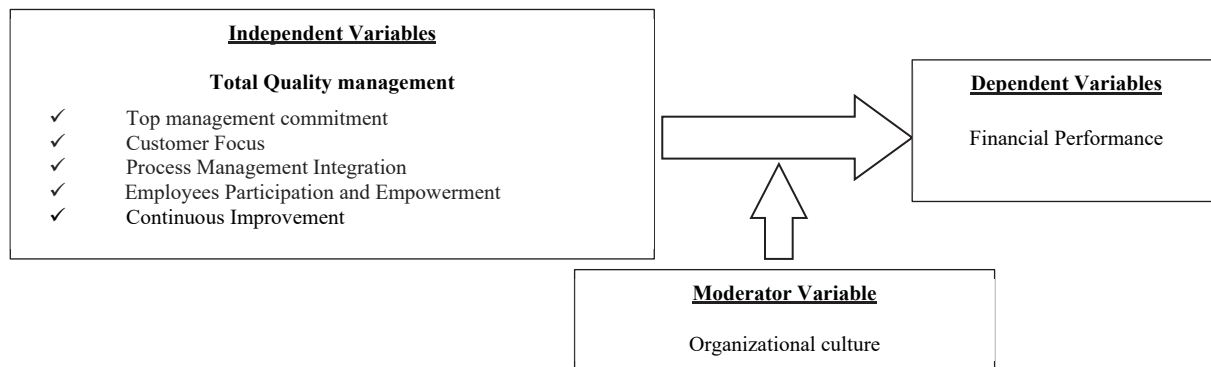 Independent Variables
Total Quality management
✓ Top management commitment
✓ Customer Focus
✓ Process Management Integration
✓ Employees Participation and Empowerment
✓ Continuous Improvement
Dependent Variables
Financial Performance
Moderator Variable
Organizational culture